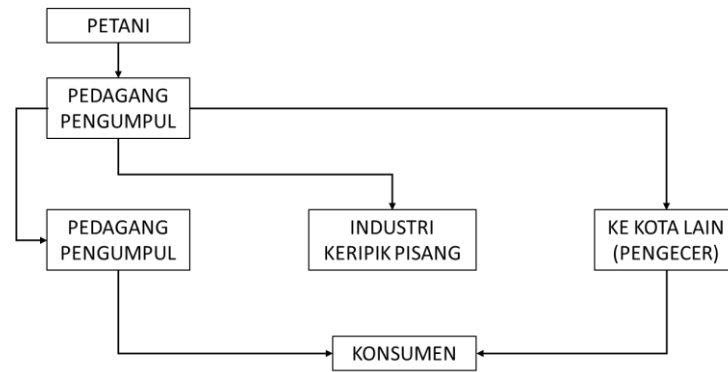 PETANI
PEDAGANG
PENGUMPUL
PEDAGANG
PENGUMPUL
INDUSTRI
KERIPIK PISANG
KE KOTA LAIN
(PENGECER)
KONSUMEN